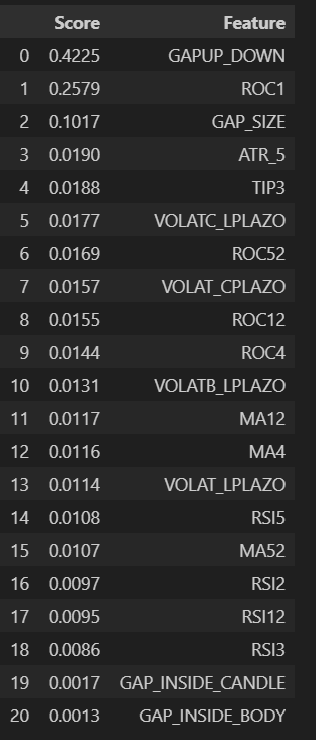 Score Feature
0 0.4225 GAPUP_DOWN
1 0.2579 ROC1
2 0.1017 GAP_SIZE
3 0.0190 ATR_5
4 0.0188 TIP3
5 0.0177 VOLATC_LPLAZO
6 0.0169 ROC52
7 0.0157 VOLAT_CPLAZO
8 0.0155 ROC12
9 0.0144 ROC4
10 0.0131 VOLATB_LPLAZO
11 0.0117 MA12
12 0.0116 MA4
13 0.0114 VOLAT_LPLAZO
14 0.0108 RSI5
15 0.0107 MA52
16 0.0097 RSI2
17 0.0095 RSI12
18 0.0086 RSI3
19 0.0017 GAP_INSIDE_CANDLE
20 0.0013 GAP_INSIDE_BODY